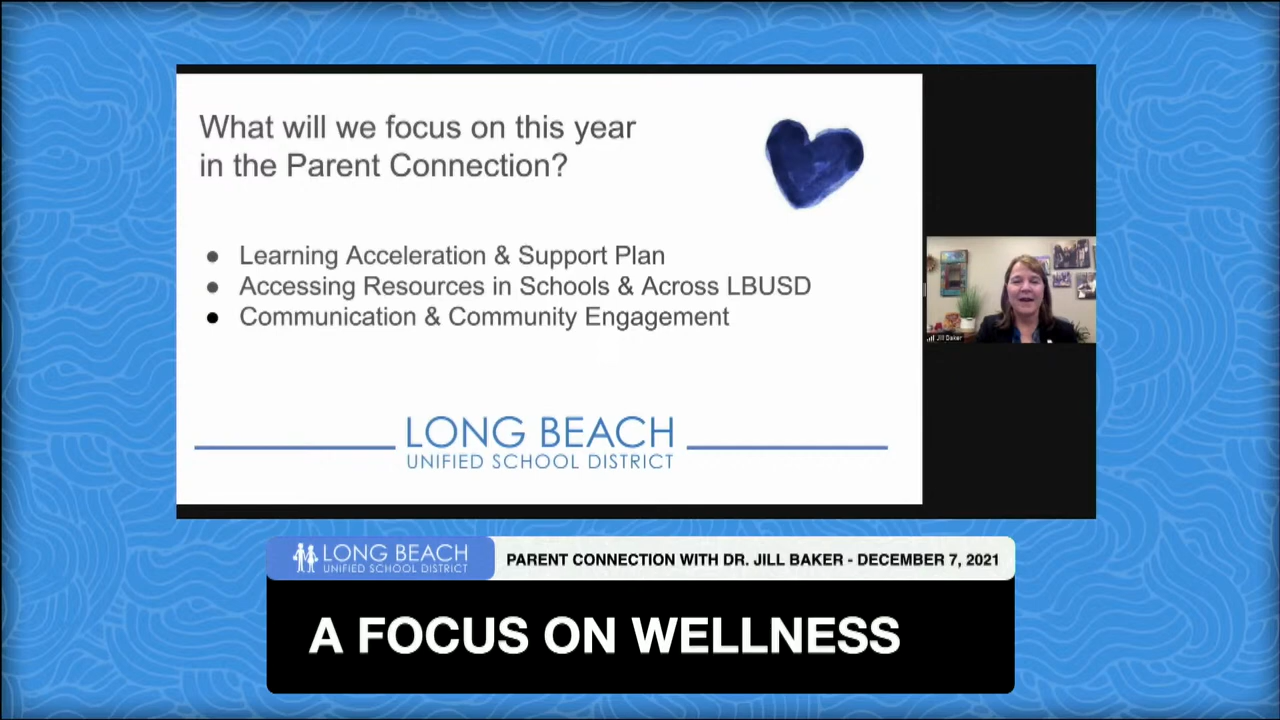 What will we focus on this year
in the Parent Connection?
● Learning Acceleration & Support Plan
● Accessing Resources in Schools & Across LBUSD
● Communication & Community Engagement
LONG BEACH
UNIFIED SCHOOL DISTRICT
Jill Baker
LONG BEACH
UNIFIED SCHOOL DISTRICT
PARENT CONNECTION WITH DR. JILL BAKER - DECEMBER 7, 2021
A FOCUS ON WELLNESS